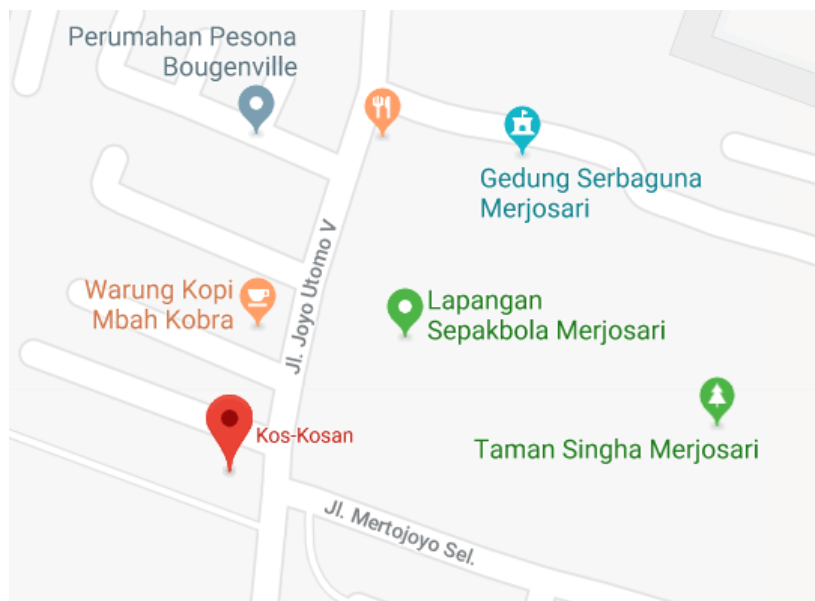 Perumahan Pesona
Bougenville
Gedung Serbaguna
Merjosari
Jl. Joyo Utomo V
Warung Kopi
Mbah Kobra
Lapangan
Sepakbola Merjosari
Kos-Kosan
Taman Singha Merjosari
Jl. Mertojoyo Sel.